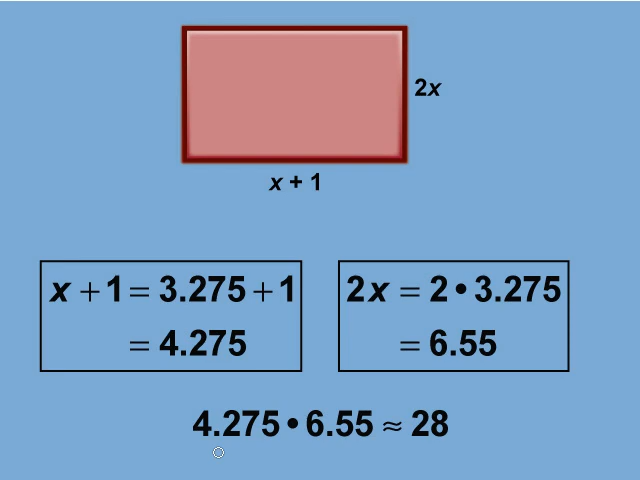 2x
x + 1
x + 1 = 3.275 + 1
= 4.275
2x = 2 • 3.275
= 6.55
4.275 • 6.55 ≈ 28